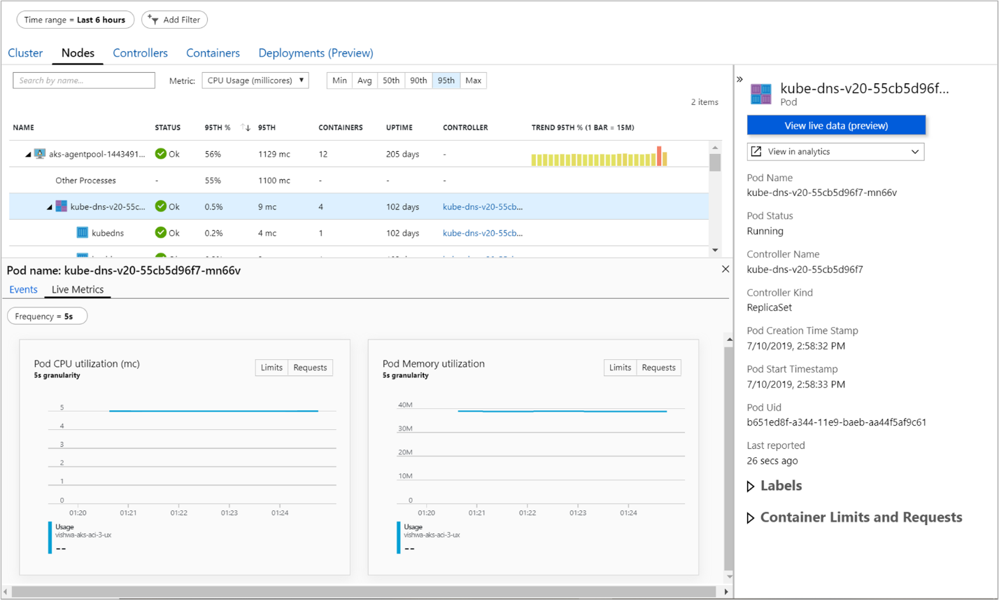 Time range = Last 6 hours
Add Filter
Cluster Nodes Controllers Containers Deployments (Preview)
Search by name...
Metric: CPU Usage (millicores)
Min Avg 50th 90th 95th Max
2 items
NAME STATUS 95TH % 95TH CONTAINERS UPTIME CONTROLLER TREND 95TH % (1 BAR = 15M)
aks-agentpool-1443491... Ok 56% 1129 mc 12 205 days -
Other Processes - 55% 1100 mc - - -
kube-dns-v20-55c... Ok 0.5% 9 mc 4 102 days kube-dns-v20-55cb...
kubedns Ok 0.2% 4 mc 1 102 days kube-dns-v20-55cb...
Pod name: kube-dns-v20-55cb5d96f7-mn66v
Events Live Metrics
Frequency = 5s
Pod CPU utilization (mc)
5s granularity
Limits Requests
5
4
3
2
1
0
01:20 01:21 01:22 01:23 01:24
Usage
vishwa-aks-aci-3-ux
--
Pod Memory utilization
5s granularity
Limits Requests
40M
30M
20M
10M
0
01:20 01:21 01:22 01:23 01:24
Usage
vishwa-aks-aci-3-ux
--
kube-dns-v20-55cb5d96f...
Pod
View live data (preview)
View in analytics
Pod Name
kube-dns-v20-55cb5d96f7-mn66v
Pod Status
Running
Controller Name
kube-dns-v20-55cb5d96f7
Controller Kind
ReplicaSet
Pod Creation Time Stamp
7/10/2019, 2:58:32 PM
Pod Start Timestamp
7/10/2019, 2:58:33 PM
Pod Uid
b651ed8f-a344-11e9-baeb-aa44f5af9c61
Last reported
26 secs ago
Labels
Container Limits and Requests